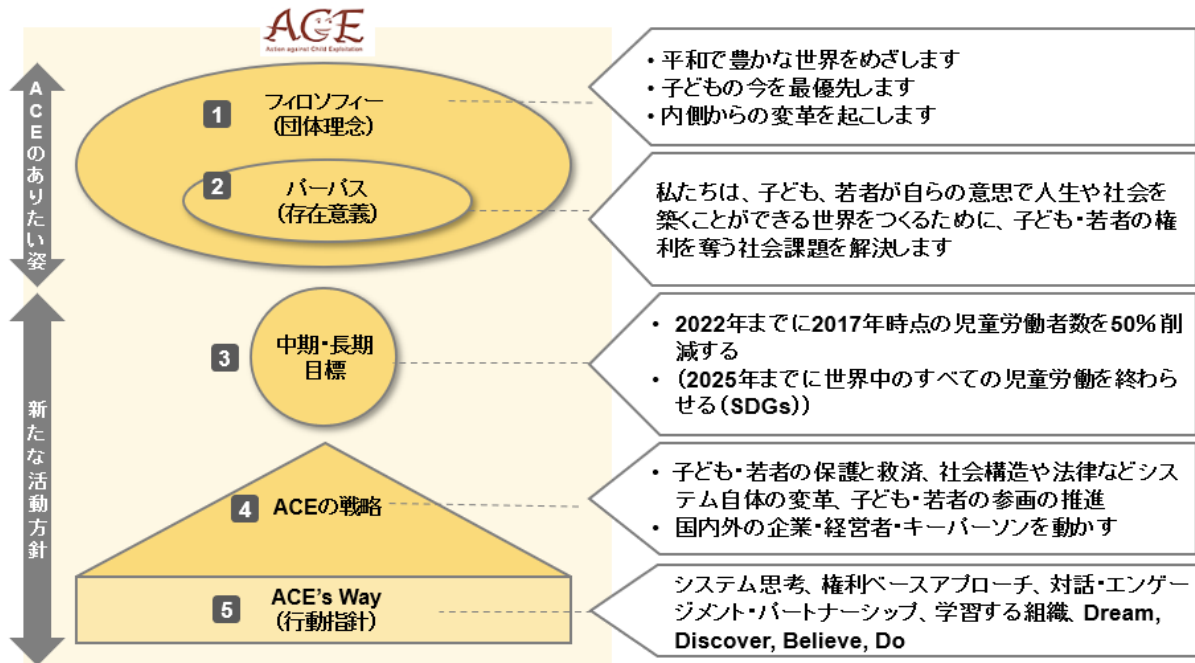 ACE
Action against Child Exploitation
ACEのありたい姿
1
フィロソフィー
(団体理念)
・平和で豊かな世界をめざします
・子どもの今を最優先します
・内側からの変革を起こします
2
パーパス
(存在意義)
私たちは、子ども、若者が自らの意思で人生や社会を
築くことができる世界をつくるために、子ども・若者の権
利を奪う社会課題を解決します
新たな活動方針
3
中期・長期
目標
• 2022年までに2017年時点の児童労働者数を50%削
減する
• (2025年までに世界中のすべての児童労働を終わら
せる(SDGs))
4
ACEの戦略
• 子ども・若者の保護と救済、社会構造や法律などシス
テム自体の変革、子ども・若者の参画の推進
• 国内外の企業・経営者・キーパーソンを動かす
5
ACE's Way
(行動指針)
システム思考、権利ベースアプローチ、対話・エンゲー
ジメント・パートナーシップ、学習する組織、Dream,
Discover, Believe, Do